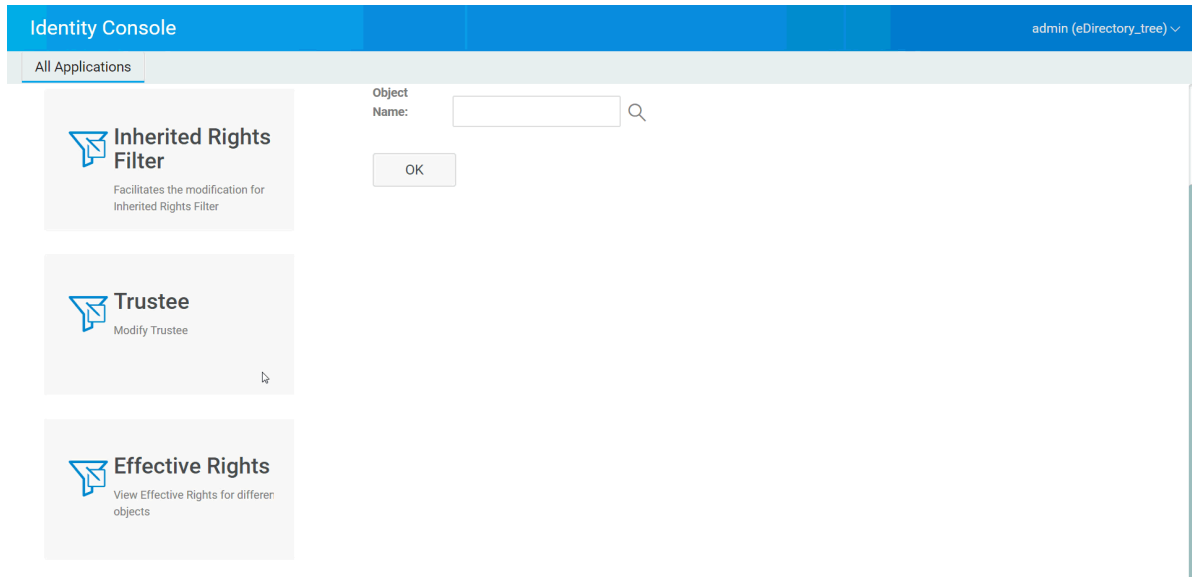 Identity Console
admin (eDirectory_tree)
All Applications
Inherited Rights
Filter
Facilitates the modification for
Inherited Rights Filter
Trustee
Modify Trustee
Effective Rights
View Effective Rights for differen
objects
Object
Name:
OK